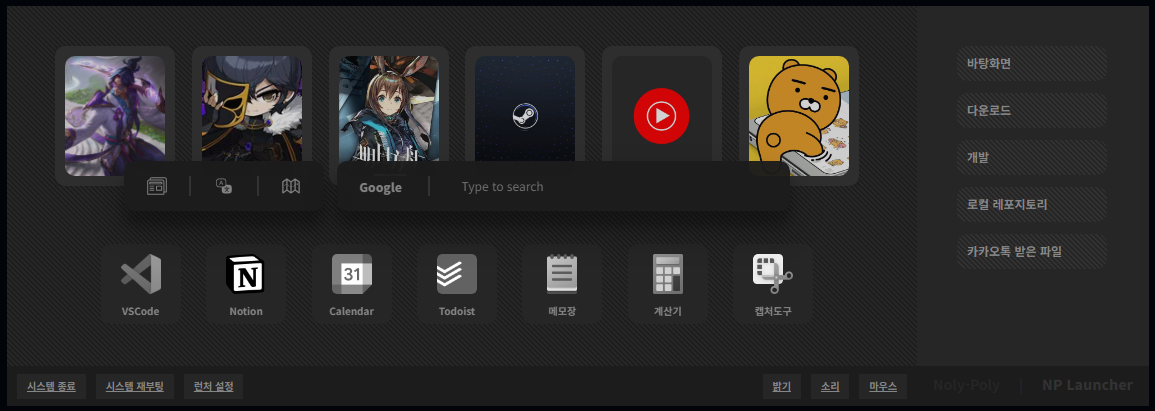 Google
Type to search
31
VSCode
Notion
Calendar
Todoist
메모장
계산기
캡처도구
바탕화면
다운로드
개발
로컬 레포지토리
카카오톡 받은 파일
시스템 종료
시스템 재부팅
런처 설정
밝기
소리
마우스
Noly-Poly | NP Launcher